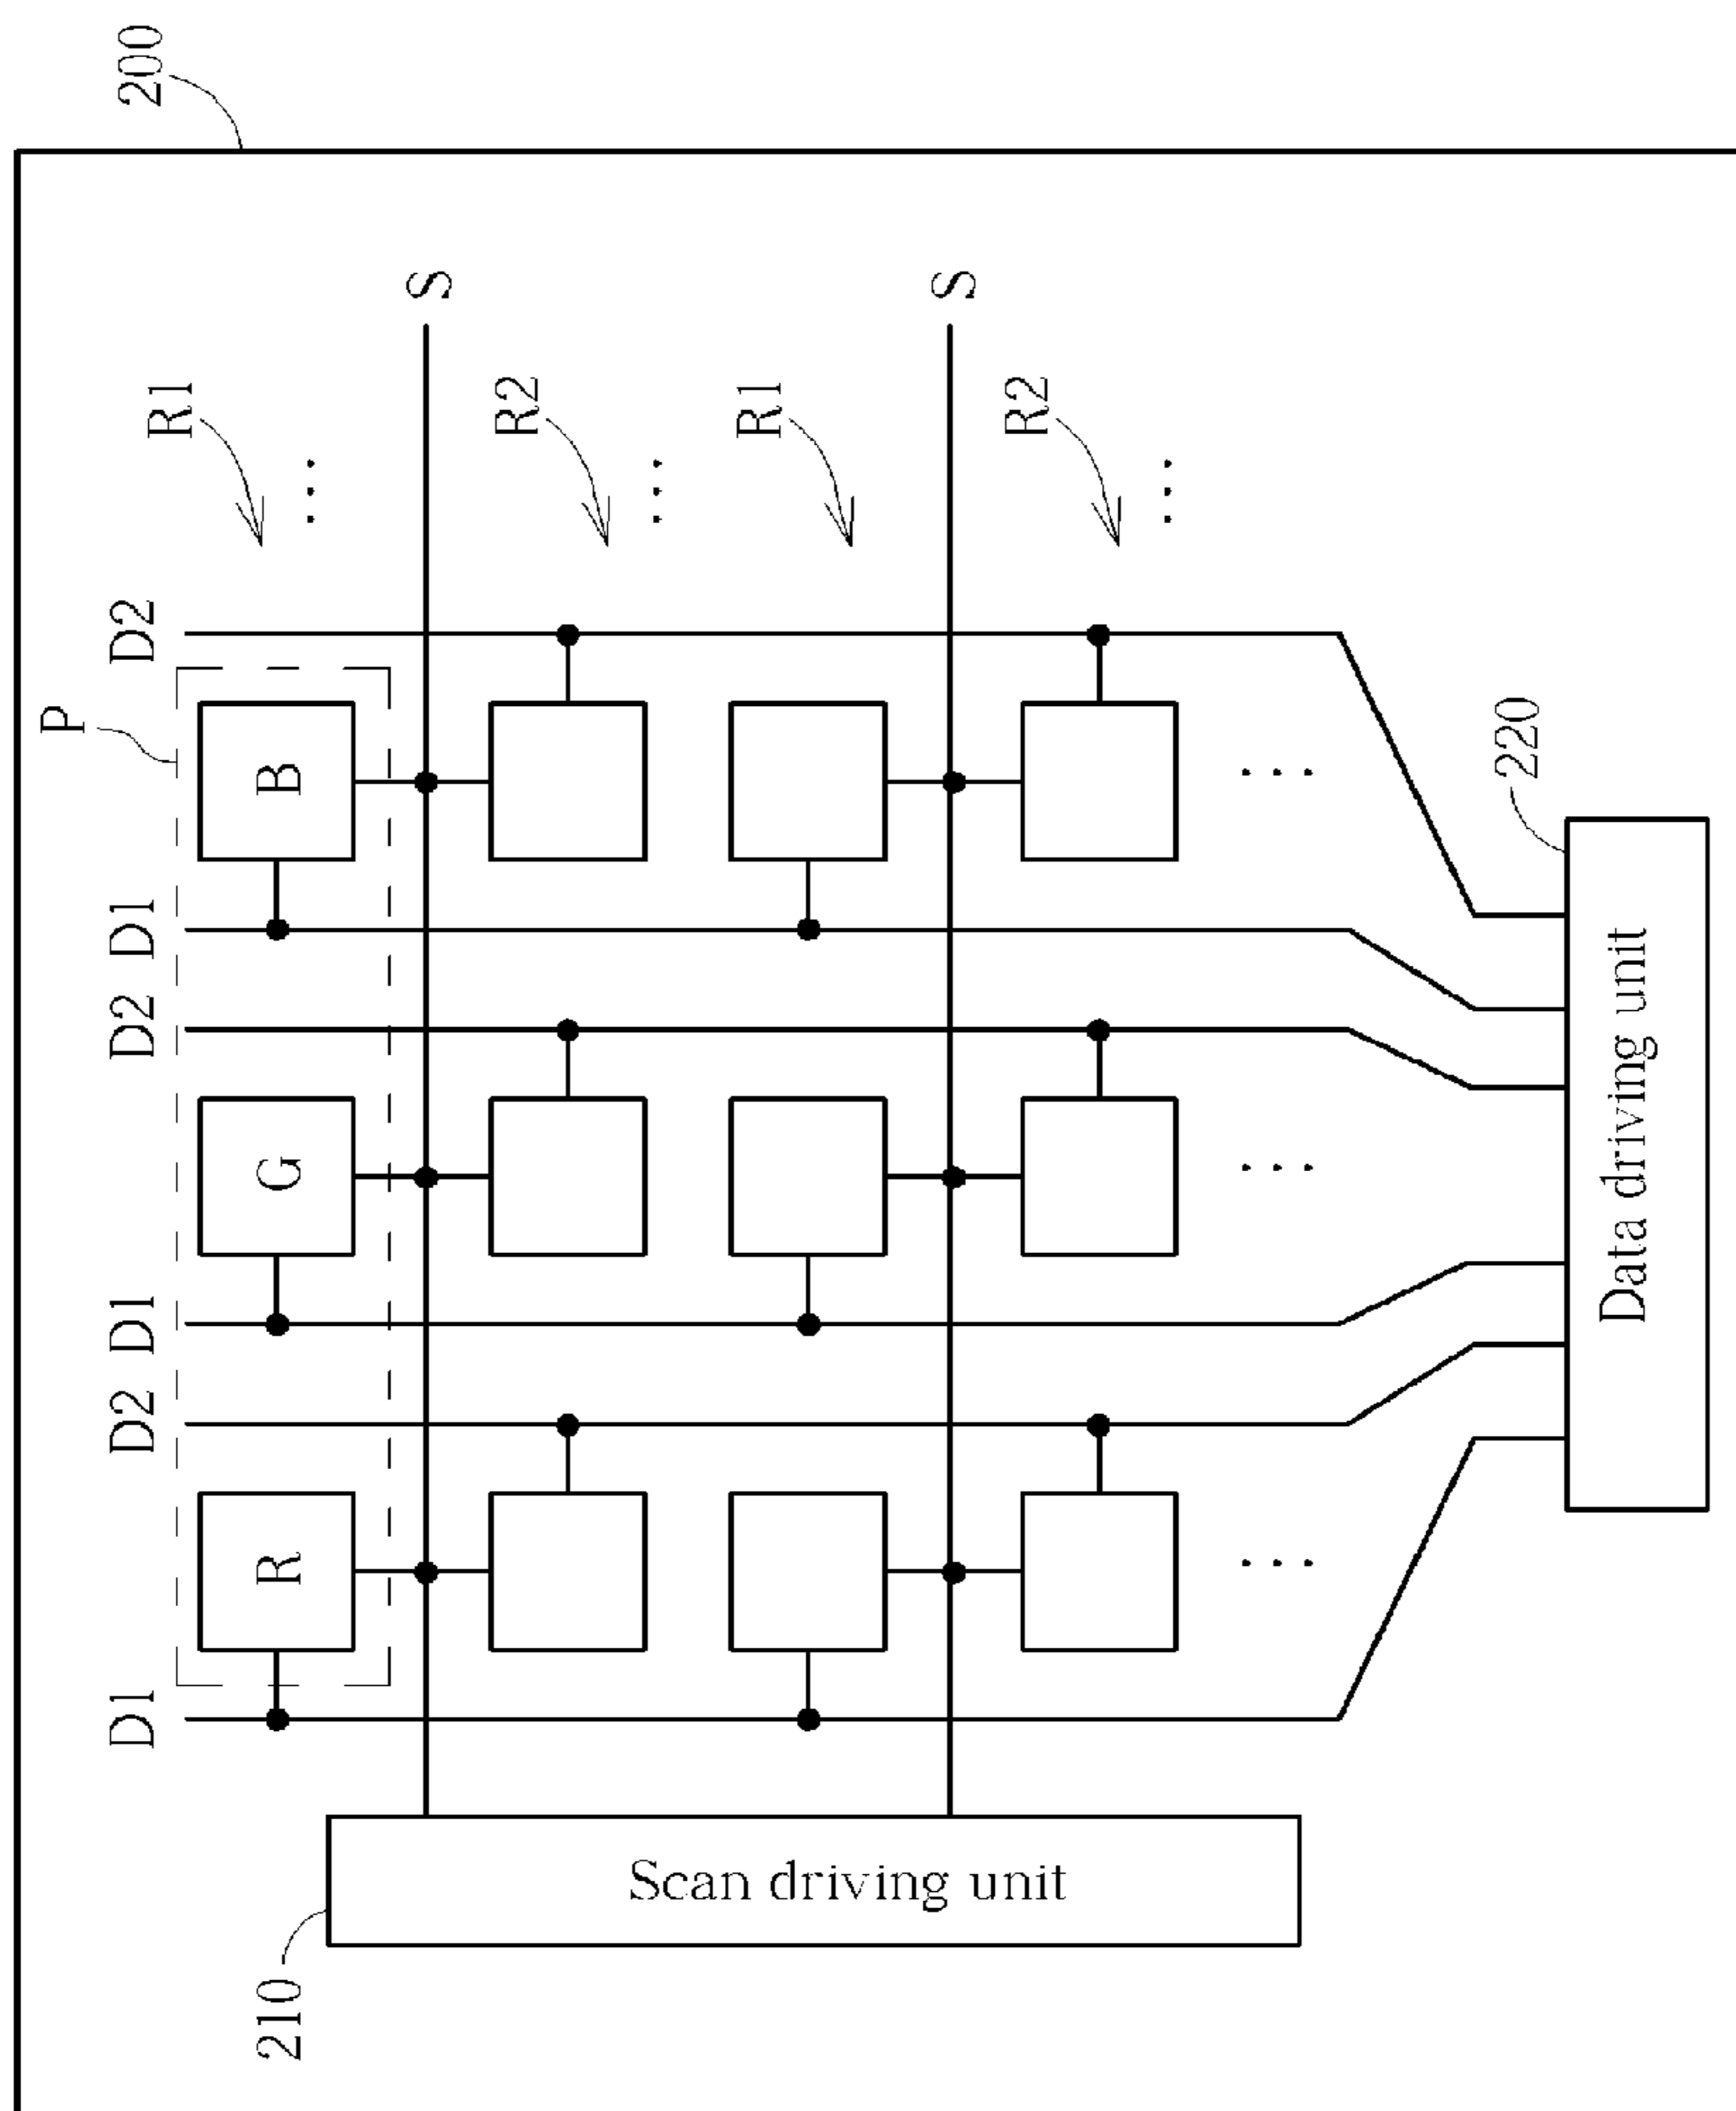 200
P
D1
D2
D1
D2
D1
D2
R
G
B
R1
...
S
R2
...
R1
S
R2
...
...
...
...
210
Scan driving unit
220
Data driving unit